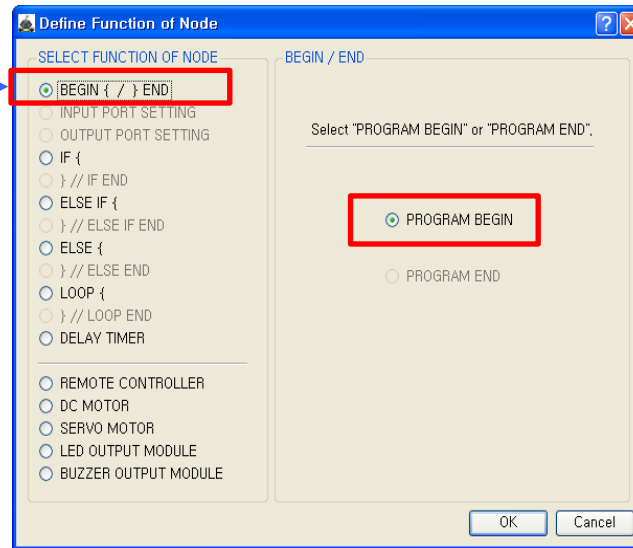 Define Function of Node
SELECT FUNCTION OF NODE
BEGIN { / } END
INPUT PORT SETTING
OUTPUT PORT SETTING
IF {
} // IF END
ELSE IF {
} // ELSE IF END
ELSE {
} // ELSE END
LOOP {
} // LOOP END
DELAY TIMER
REMOTE CONTROLLER
DC MOTOR
SERVO MOTOR
LED OUTPUT MODULE
BUZZER OUTPUT MODULE
BEGIN / END
Select "PROGRAM BEGIN" or "PROGRAM END",
PROGRAM BEGIN
PROGRAM END
OK
Cancel